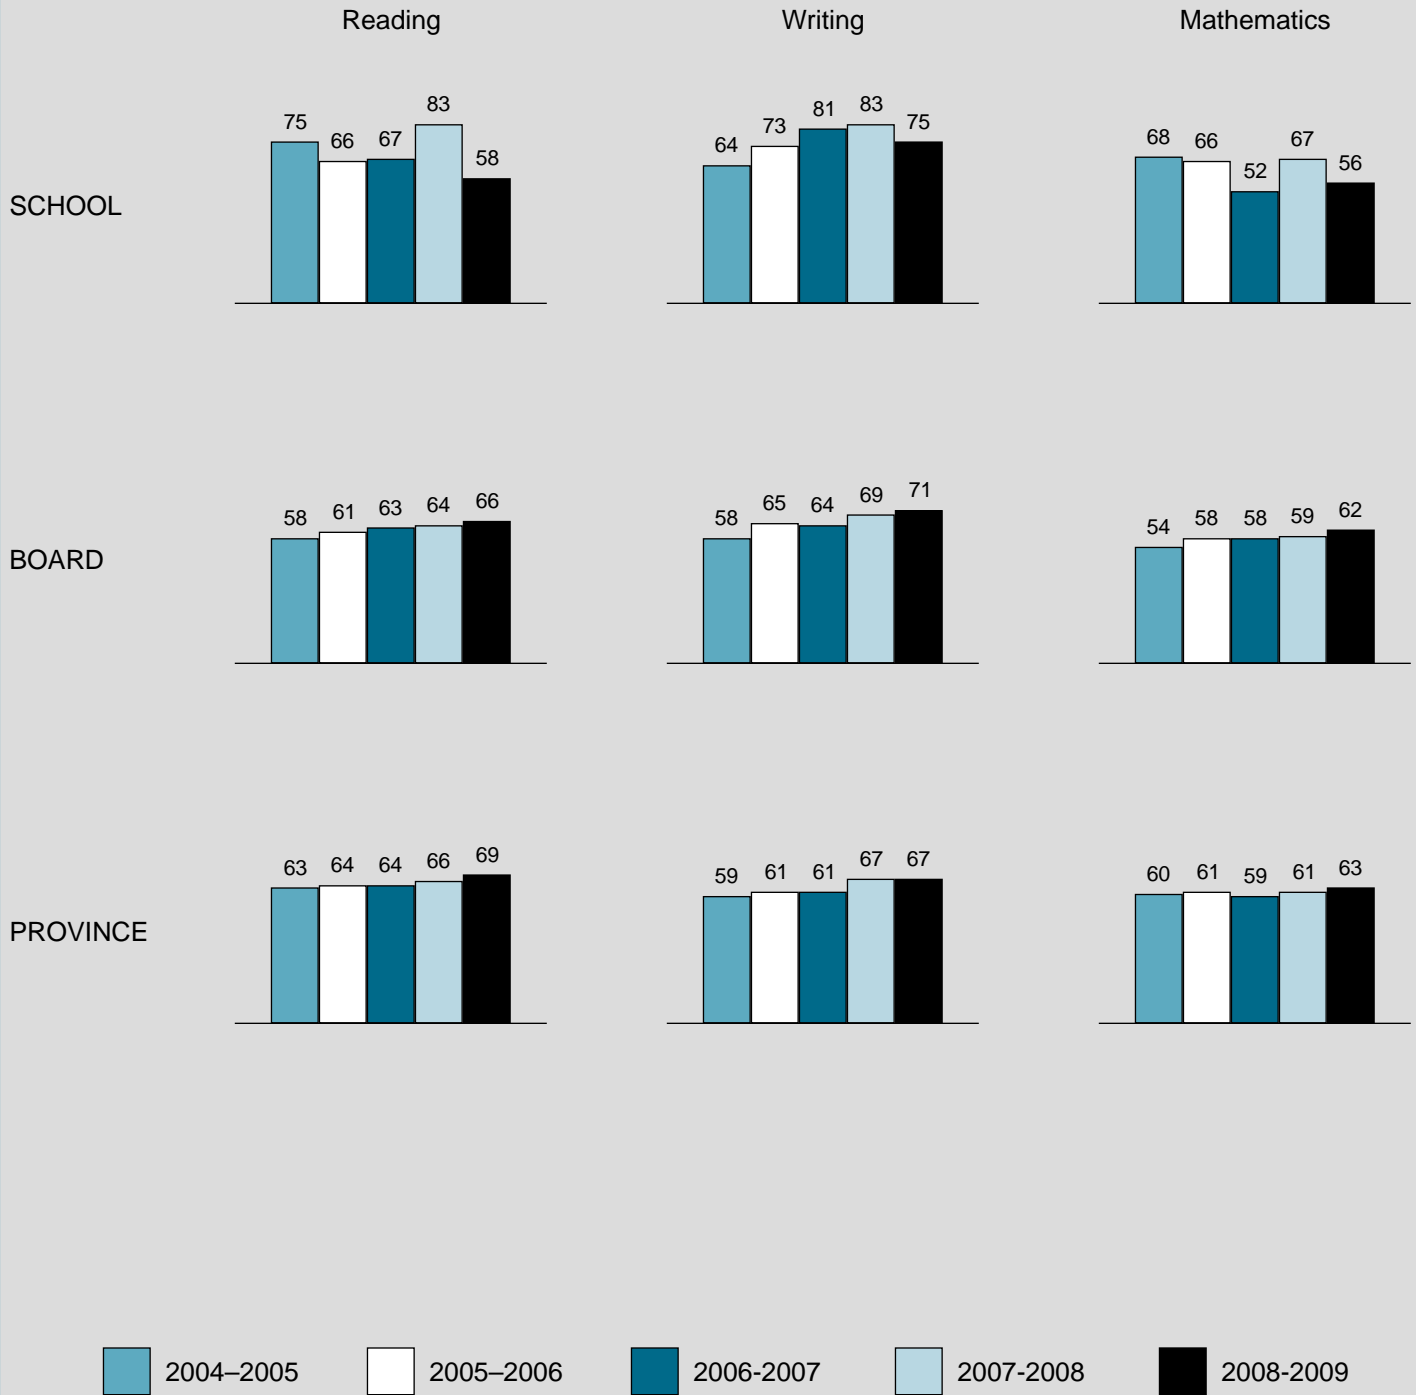 Reading Writing Mathematics
SCHOOL
75 66 67 83 58
64 73 81 83 75
68 66 52 67 56
BOARD
58 61 63 64 66
58 65 64 69 71
54 58 58 59 62
PROVINCE
63 64 64 66 69
59 61 61 67 67
60 61 59 61 63
2004–2005 2005–2006 2006-2007 2007-2008 2008-2009